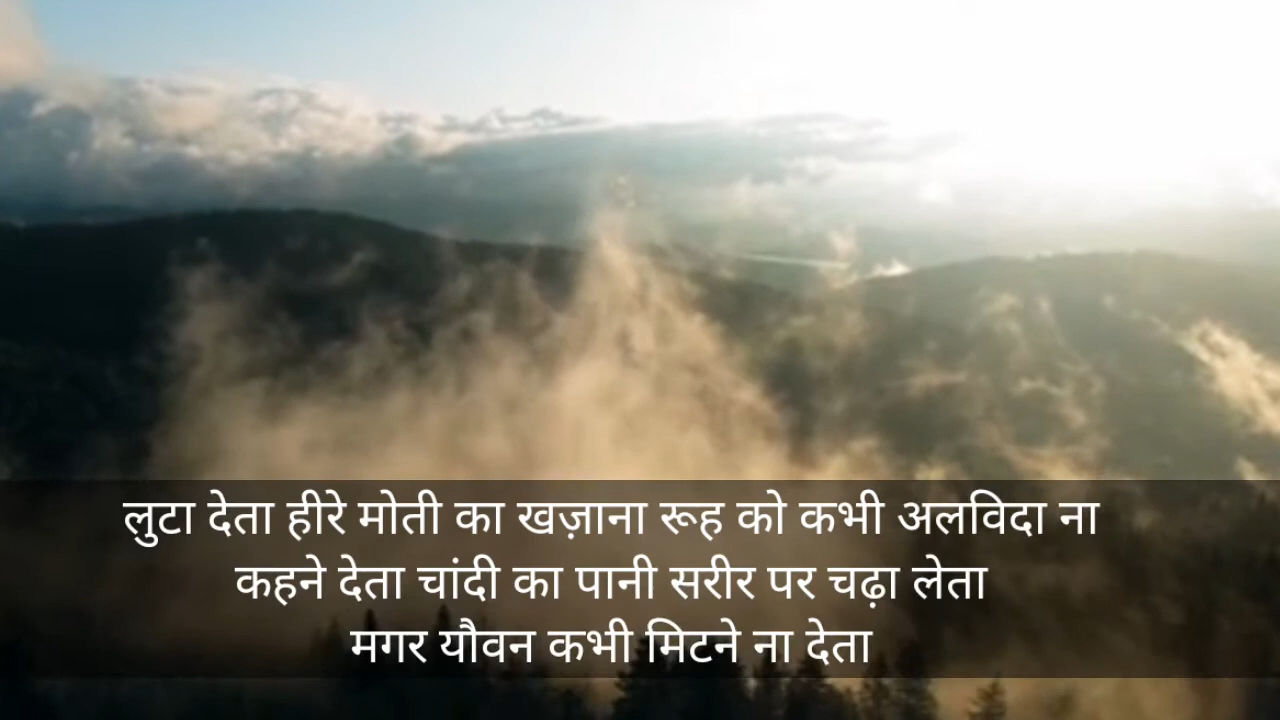 लुटा देता हीरे मोती का खज़ाना रूह को कभी अलविदा ना
कहने देता चांदी का पानी सरीर पर चढ़ा लेता
मगर यौवन कभी मिटने ना देता